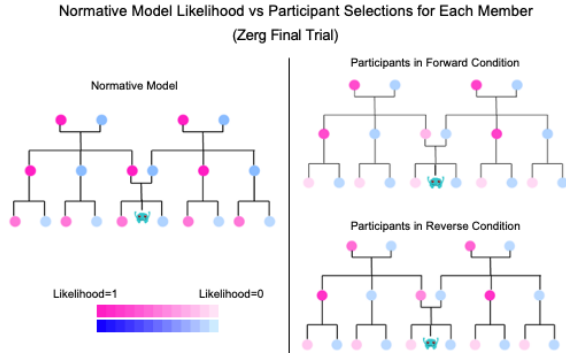 Normative Model Likelihood vs Participant Selections for Each Member
(Zerg Final Trial)
Normative Model
Likelihood=1
Likelihood=0
Participants in Forward Condition
Participants in Reverse Condition